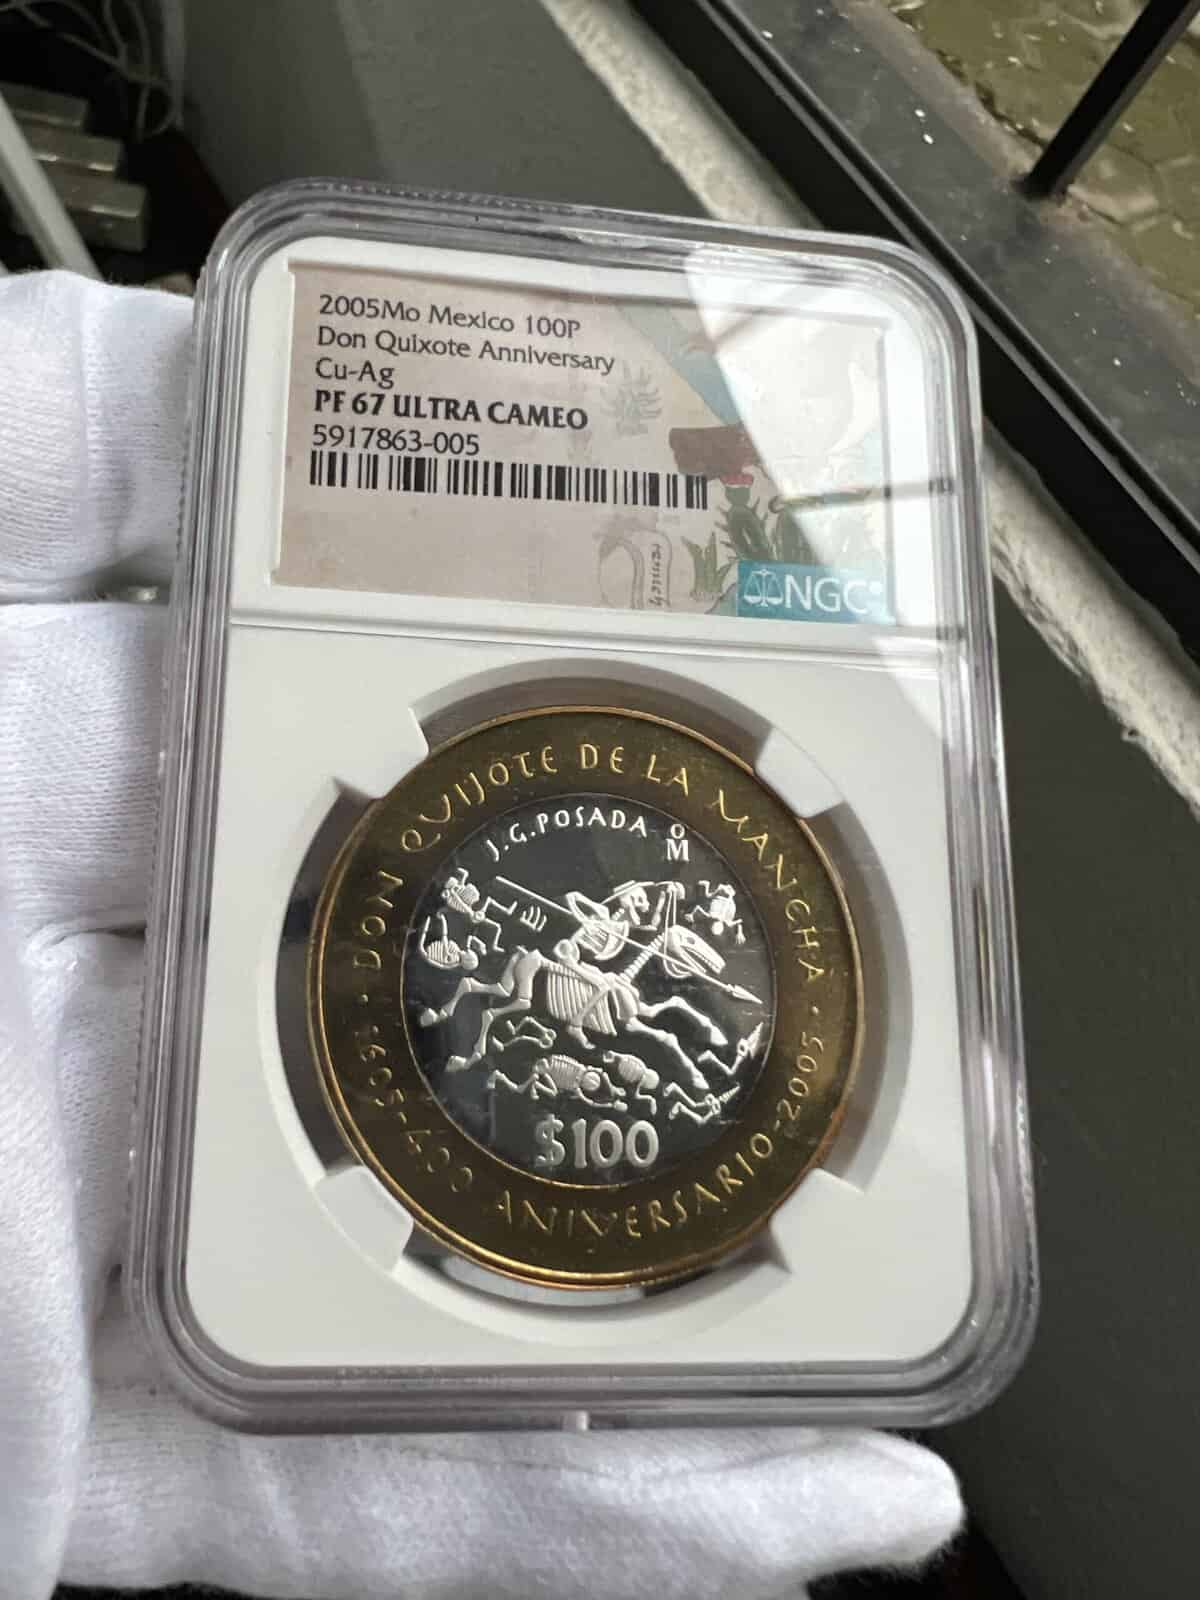 2005Mo Mexico 100P
Don Quixote Anniversary
Cu-Ag
PF 67 ULTRA CAMEO
5917863-005
NGC
DON QUIJOTE DE LA MANCHA
J.G.POSADA
Mo
$100
1605-400 ANIVERSARIO-2005